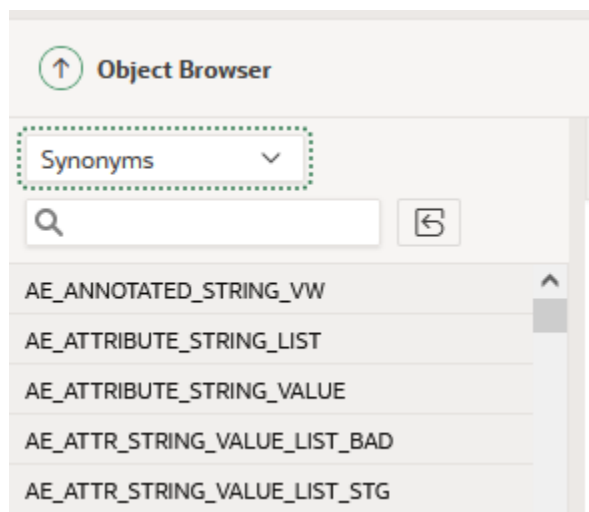 Object Browser
Synonyms
AE_ANNOTATED_STRING_VW
AE_ATTRIBUTE_STRING_LIST
AE_ATTRIBUTE_STRING_VALUE
AE_ATTR_STRING_VALUE_LIST_BAD
AE_ATTR_STRING_VALUE_LIST_STG